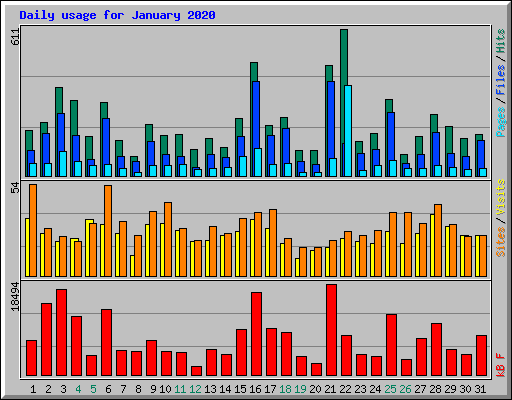 Daily usage for January 2020
611
Pages / Files / Hits
54
Sites / Visits
18494
kB F
1 2 3 4 5 6 7 8 9 10 11 12 13 14 15 16 17 18 19 20 21 22 23 24 25 26 27 28 29 30 31